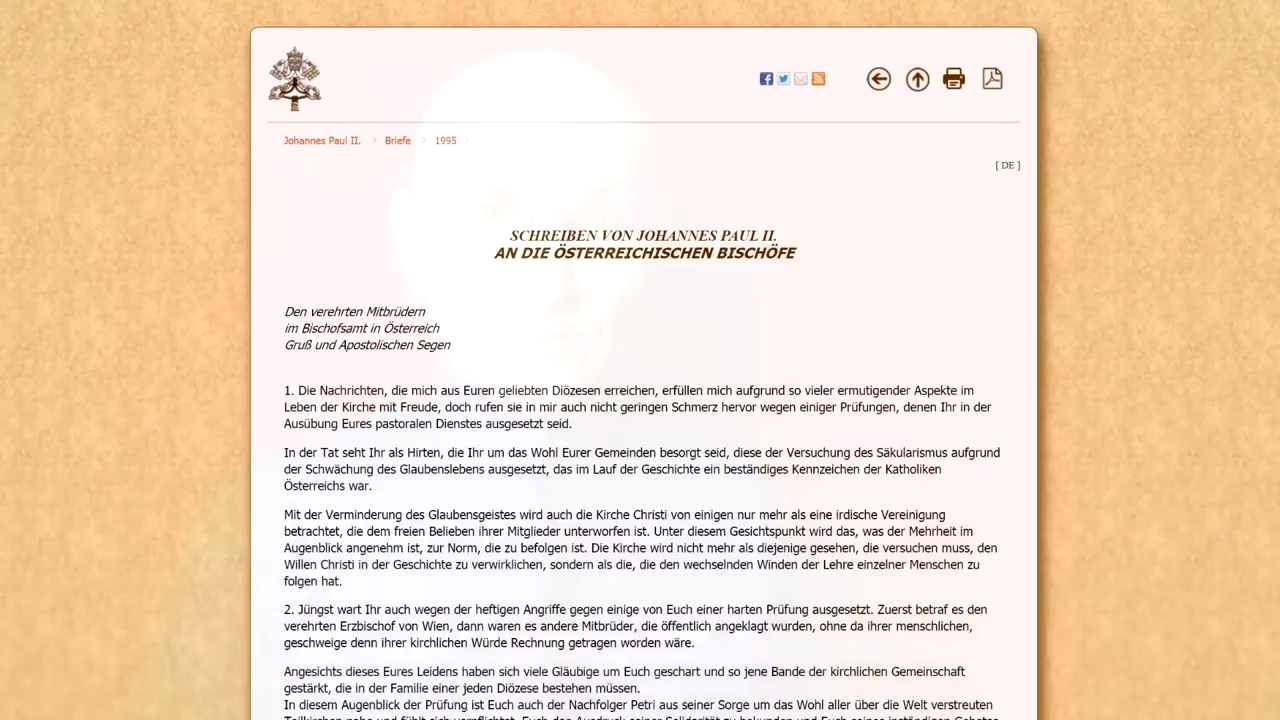 Johannes Paul II. > Briefe > 1995
[ DE ]
SCHREIBEN VON JOHANNES PAUL II.
AN DIE ÖSTERREICHISCHEN BISCHÖFE
Den verehrten Mitbrüdern
im Bischofsamt in Österreich
Gruß und Apostolischen Segen
1. Die Nachrichten, die mich aus Euren geliebten Diözesen erreichen, erfüllen mich aufgrund so vieler ermutigender Aspekte im
Leben der Kirche mit Freude, doch rufen sie in mir auch nicht geringen Schmerz hervor wegen einiger Prüfungen, denen Ihr in der
Ausübung Eures pastoralen Dienstes ausgesetzt seid.
In der Tat seht Ihr als Hirten, die Ihr um das Wohl Eurer Gemeinden besorgt seid, diese der Versuchung des Säkularismus aufgrund
der Schwächung des Glaubenslebens ausgesetzt, das im Lauf der Geschichte ein beständiges Kennzeichen der Katholiken
Österreichs war.
Mit der Verminderung des Glaubensgeistes wird auch die Kirche Christi von einigen nur mehr als eine irdische Vereinigung
betrachtet, die dem freien Belieben ihrer Mitglieder unterworfen ist. Unter diesem Gesichtspunkt wird das, was der Mehrheit im
Augenblick angenehm ist, zur Norm, die zu befolgen ist. Die Kirche wird nicht mehr als diejenige gesehen, die versuchen muss, den
Willen Christi in der Geschichte zu verwirklichen, sondern als die, die den wechselnden Winden der Lehre einzelner Menschen zu
folgen hat.
2. Jüngst wart Ihr auch wegen der heftigen Angriffe gegen einige von Euch einer harten Prüfung ausgesetzt. Zuerst betraf es den
verehrten Erzbischof von Wien, dann waren es andere Mitbrüder, die öffentlich angeklagt wurden, ohne da ihrer menschlichen,
geschweige denn ihrer kirchlichen Würde Rechnung getragen worden wäre.
Angesichts dieses Eures Leidens haben sich viele Gläubige um Euch geschart und so jene Bande der kirchlichen Gemeinschaft
gestärkt, die in der Familie einer jeden Diözese bestehen müssen.
In diesem Augenblick der Prüfung ist Euch auch der Nachfolger Petri aus seiner Sorge um das Wohl aller über die Welt verstreuten